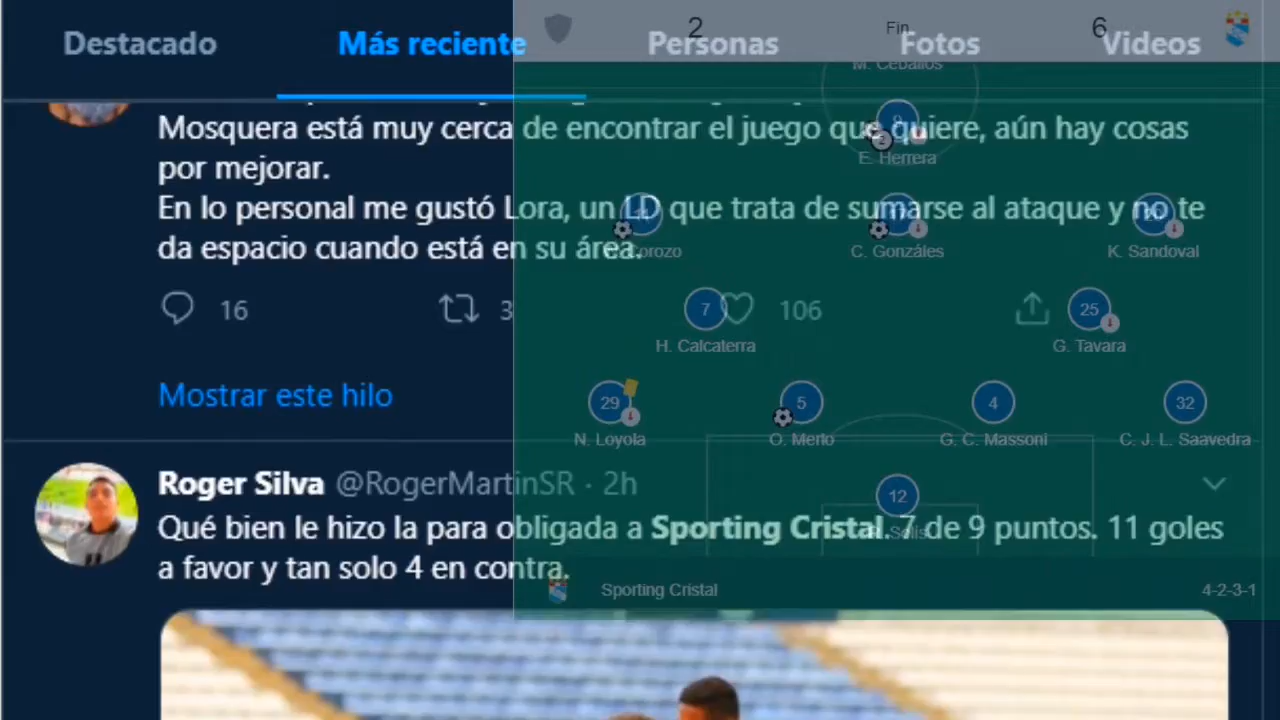 Destacado
Más reciente
Personas
Fotos
Videos
2
Fin
6
M. Ceballos
Mosquera está muy cerca de encontrar el juego que quiere, aún hay cosas
por mejorar.
En lo personal me gustó Lora, un LD que trata de sumarse al ataque y no te
da espacio cuando está en su área.
9
E. Herrera
Corozo
C. Gonzáles
K. Sandoval
16
3
106
7
H. Calcaterra
25
G. Tavara
Mostrar este hilo
29
N. Loyola
5
O. Merlo
4
G. C. Massoni
32
C. J. L. Saavedra
Roger Silva @RogerMartinSR · 2h
12
Qué bien le hizo la para obligada a Sporting Cristal. 7 de 9 puntos. 11 goles
a favor y tan solo 4 en contra.
Sporting Cristal
4-2-3-1